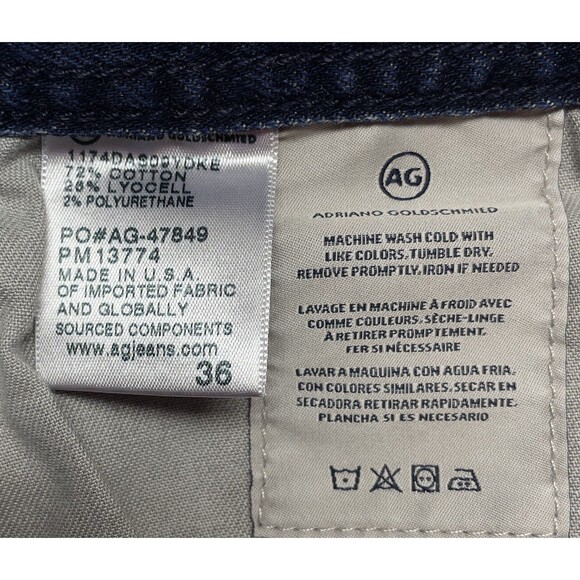 ADRIANO GOLDSCHMIED
1174DAS09YDKE
72% COTTON
26% LYOCELL
2% POLYURETHANE
PO#AG-47849
PM13774
MADE IN U.S.A.
OF IMPORTED FABRIC
AND GLOBALLY
SOURCED COMPONENTS
www.agjeans.com
36
AG
ADRIANO GOLDSCHMIED
MACHINE WASH COLD WITH
LIKE COLORS. TUMBLE DRY.
REMOVE PROMPTLY. IRON IF NEEDED
LAVAGE EN MACHINE À FROID AVEC
COMME COULEURS. SÈCHE-LINGE
À RETIRER PROMPTEMENT.
FER SI NÉCESSAIRE
LAVAR A MAQUINA CON AGUA FRIA.
CON COLORES SIMILARES. SECAR EN
SECADORA RETIRAR RAPIDAMENTE.
PLANCHA SI ES NECESARIO